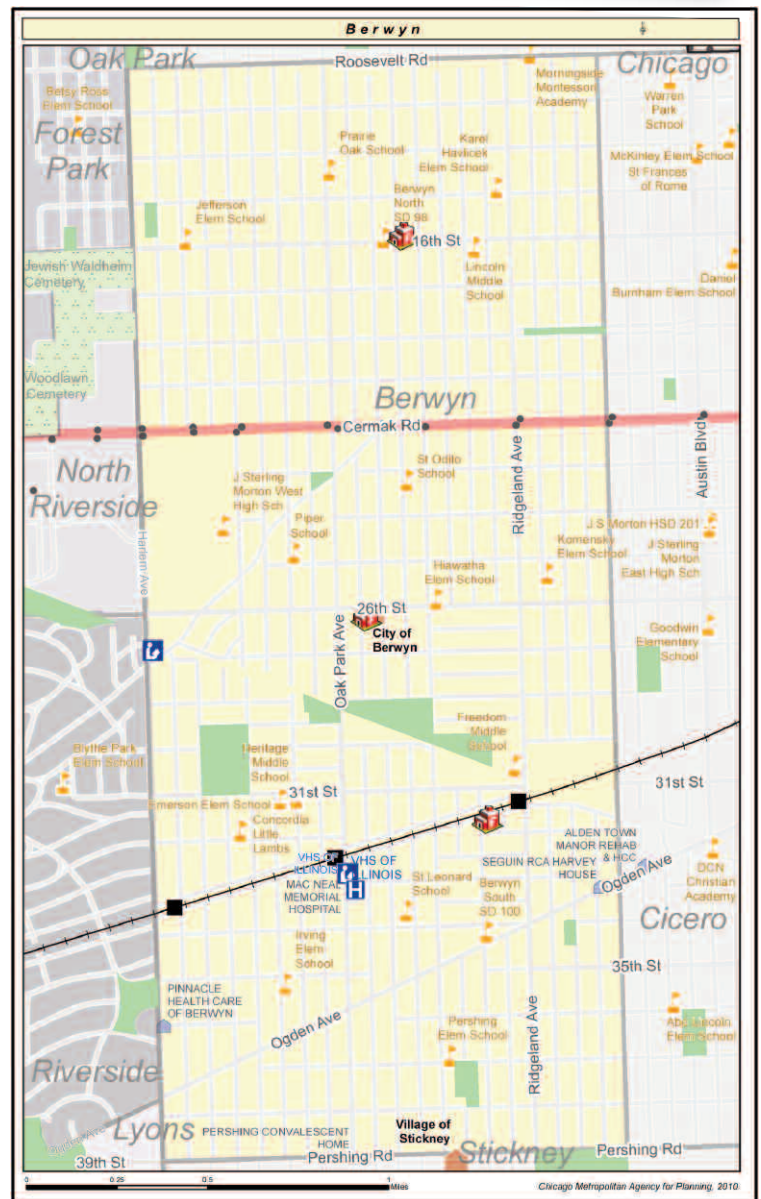 Berwyn
Oak Park
Roosevelt Rd
Chicago
Betsy Ross
Elem School
Morningside
Montessori
Academy
Warren
Park
School
Forest
Park
Prairie
Oak School
Karel
Havlicek
Elem School
McKinley Elem School
St Frances
of Rome
Jefferson
Elem School
Berwyn
North
SD 98
16th St
Lincoln
Middle
School
Jewish Waldheim
Cemetery
Daniel
Burnham Elem School
Woodlawn
Cemetery
Berwyn
Cermak Rd
North
Riverside
J Sterling
Morton West
High Sch
Piper
School
St Odilo
School
Ridgeland Ave
Austin Blvd
J S Morton HSD 201
Komensky
Elem School
J Sterling
Morton
East High Sch
Harlem Ave
Hiawatha
Elem School
26th St
City of
Berwyn
Oak Park Ave
Goodwin
Elementary
School
Freedom
Middle
School
Blythe Park
Elem School
Heritage
Middle
School
31st St
31st St
Emerson Elem School
Concordia
Little
Lambs
VHS OF
ILLINOIS
VHS OF
ILLINOIS
MAC NEAL
MEMORIAL
HOSPITAL
ALDEN TOWN
MANOR REHAB
& HCC
SEGUIN RCA HARVEY
HOUSE
Ogden Ave
St Leonard
School
Berwyn
South
SD 100
DCN
Christian
Academy
Cicero
Irving
Elem
School
35th St
PINNACLE
HEALTH CARE
OF BERWYN
Ogden Ave
Pershing
Elem School
Ridgeland Ave
Abe Lincoln
Elem School
Riverside
Lyons
PERSHING CONVALESCENT
HOME
Village of
Stickney
Stickney
39th St
Pershing Rd
Pershing Rd
0 0.25 0.5 1
Miles
Chicago Metropolitan Agency for Planning, 2010